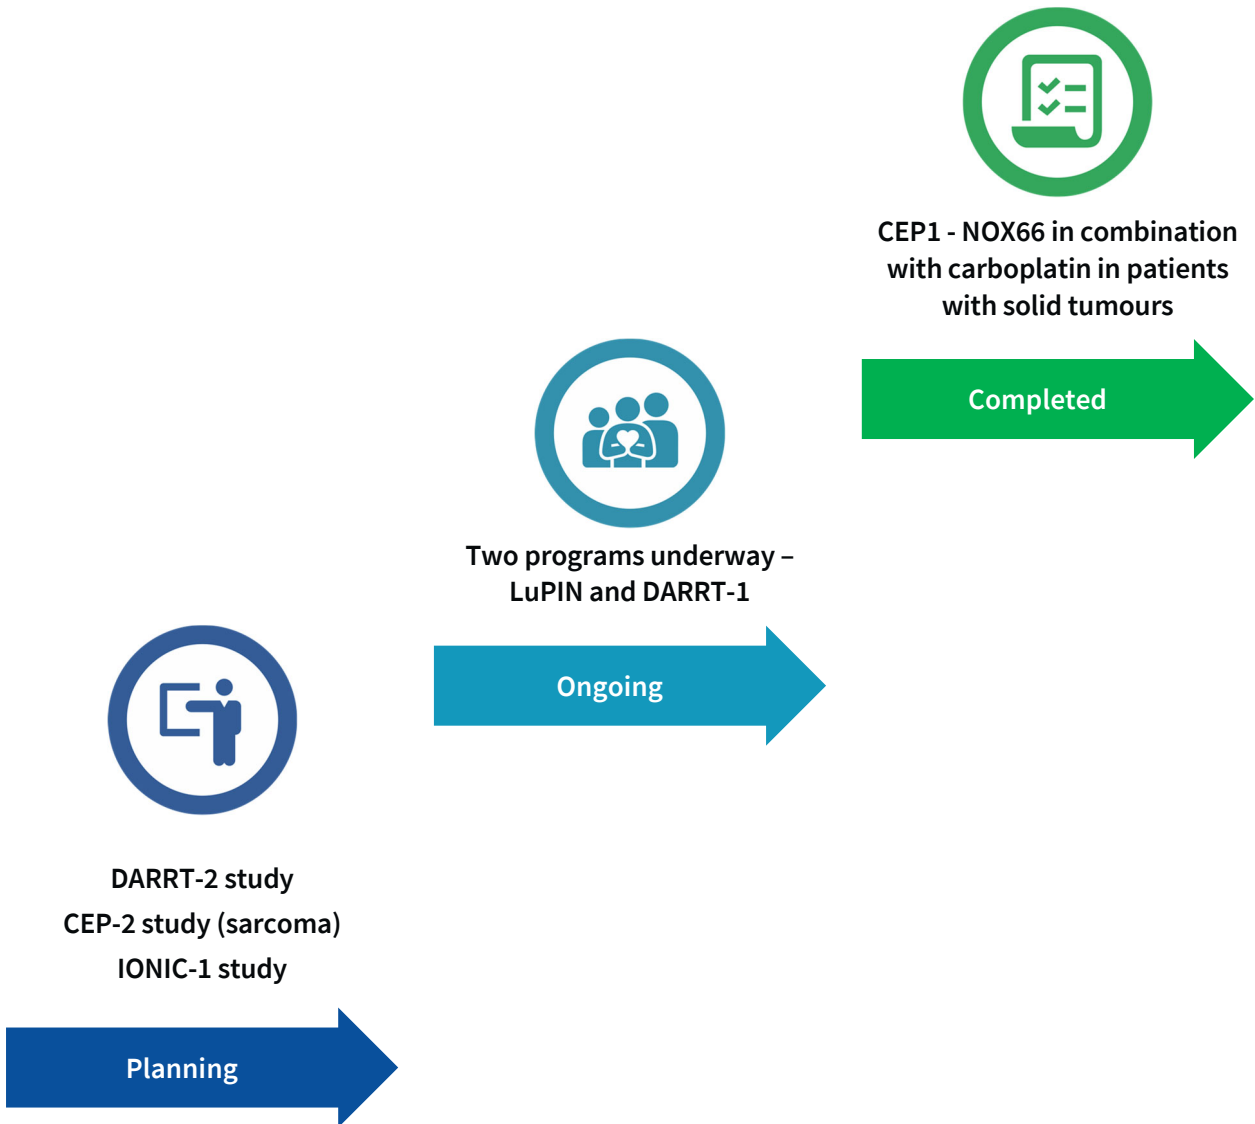 CEP1 - NOX66 in combination
with carboplatin in patients
with solid tumours
Completed
Two programs underway –
LuPIN and DARRT-1
Ongoing
DARRT-2 study
CEP-2 study (sarcoma)
IONIC-1 study
Planning